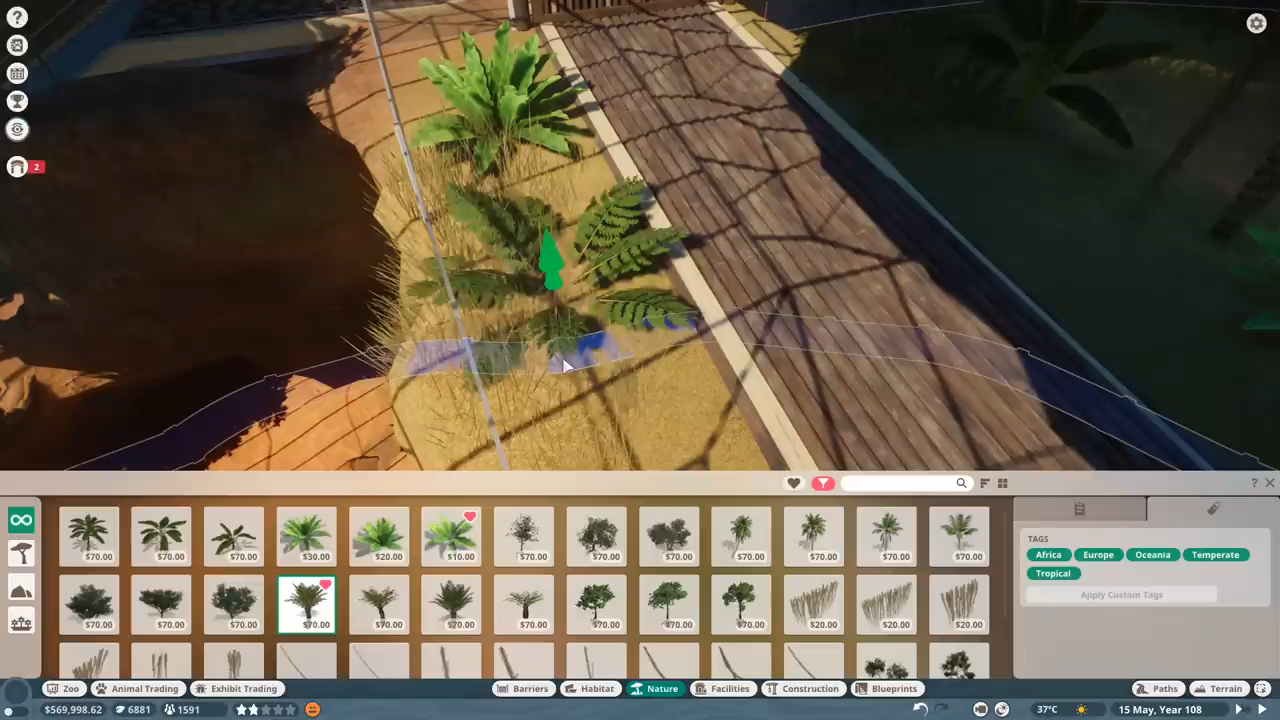 2
$70.00 $70.00 $70.00 $30.00 $20.00 $10.00 $70.00 $70.00 $70.00 $70.00 $70.00 $70.00 $70.00
$70.00 $70.00 $70.00 $70.00 $70.00 $70.00 $70.00 $70.00 $70.00 $70.00 $20.00 $20.00 $20.00
TAGS
Africa Europe Oceania Temperate
Tropical
Apply Custom Tags
Zoo Animal Trading Exhibit Trading Barriers Habitat Nature Facilities Construction Blueprints Paths Terrain
$569,998.62 6881 1591 37°C 15 May, Year 108